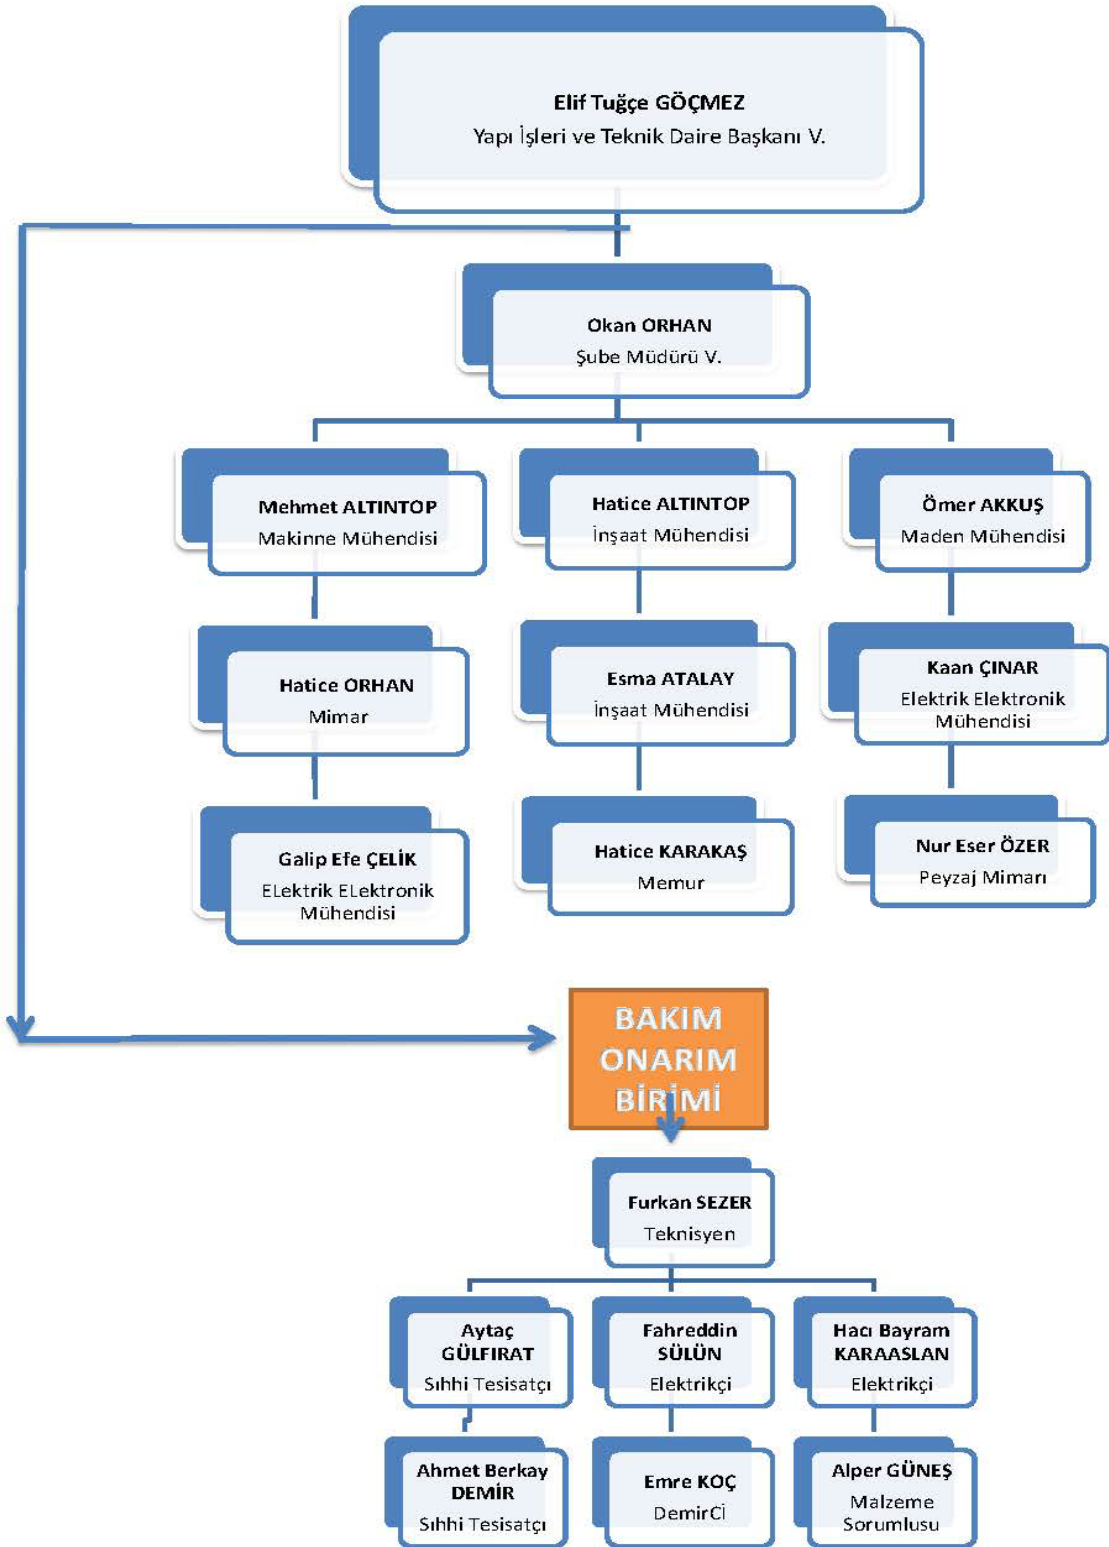 Elif Tuğçe GÖÇMEZ
Yapı İşleri ve Teknik Daire Başkanı V.
Okan ORHAN
Şube Müdürü V.
Mehmet ALTINTOP
Makinne Mühendisi
Hatice ALTINTOP
İnşaat Mühendisi
Ömer AKKUŞ
Maden Mühendisi
Hatice ORHAN
Mimar
Esma ATALAY
İnşaat Mühendisi
Kaan ÇINAR
Elektrik Elektronik
Mühendisi
Galip Efe ÇELİK
ELektrik ELektronik
Mühendisi
Hatice KARAKAŞ
Memur
Nur Eser ÖZER
Peyzaj Mimarı
BAKIM
ONARIM
BİRİMİ
Furkan SEZER
Teknisyen
Aytaç
GÜLFIRAT
Sıhhi Tesisatçı
Fahreddin
SÜLÜN
Elektrikçi
Hacı Bayram
KARAASLAN
Elektrikçi
Ahmet Berkay
DEMİR
Sıhhi Tesisatçı
Emre KOÇ
DemirCİ
Alper GÜNEŞ
Malzeme
Sorumlusu